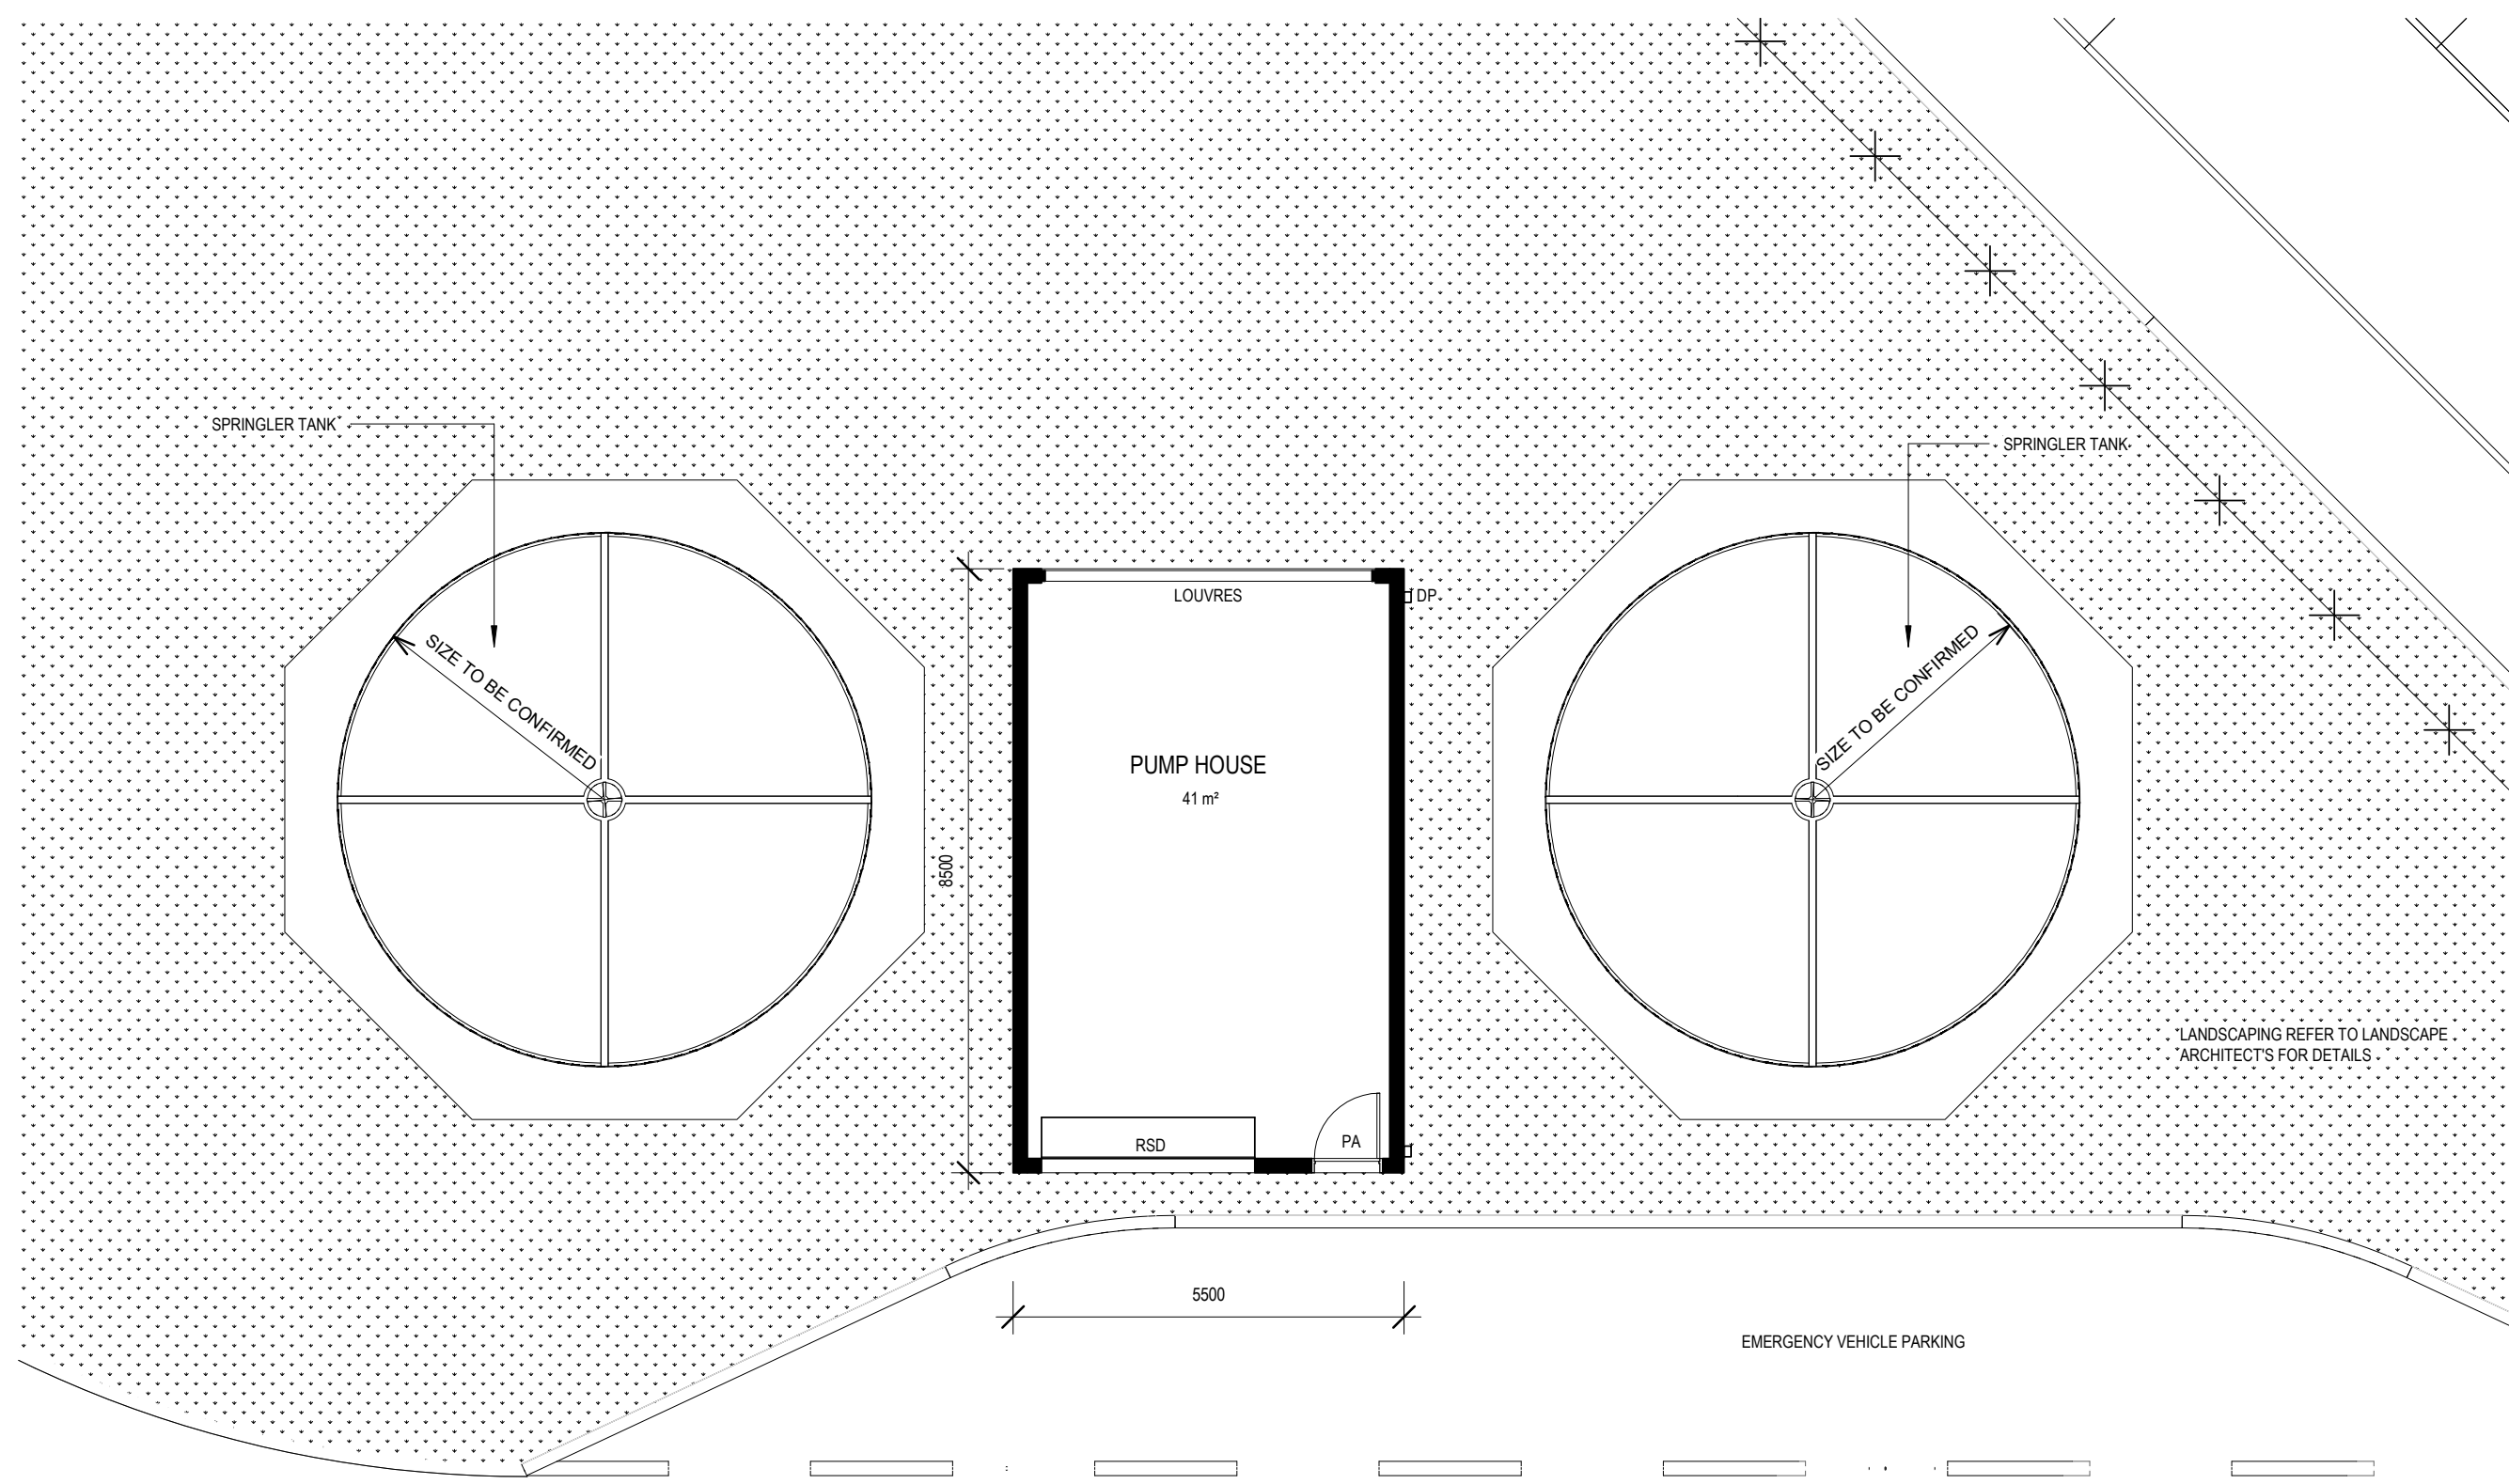 SPRINGLER TANK
SPRINGLER TANK
LOUVRES
DP
SIZE TO BE CONFIRMED
SIZE TO BE CONFIRMED
PUMP HOUSE
41 m²
8500
LANDSCAPING REFER TO LANDSCAPE
ARCHITECT'S FOR DETAILS
RSD
PA
5500
EMERGENCY VEHICLE PARKING